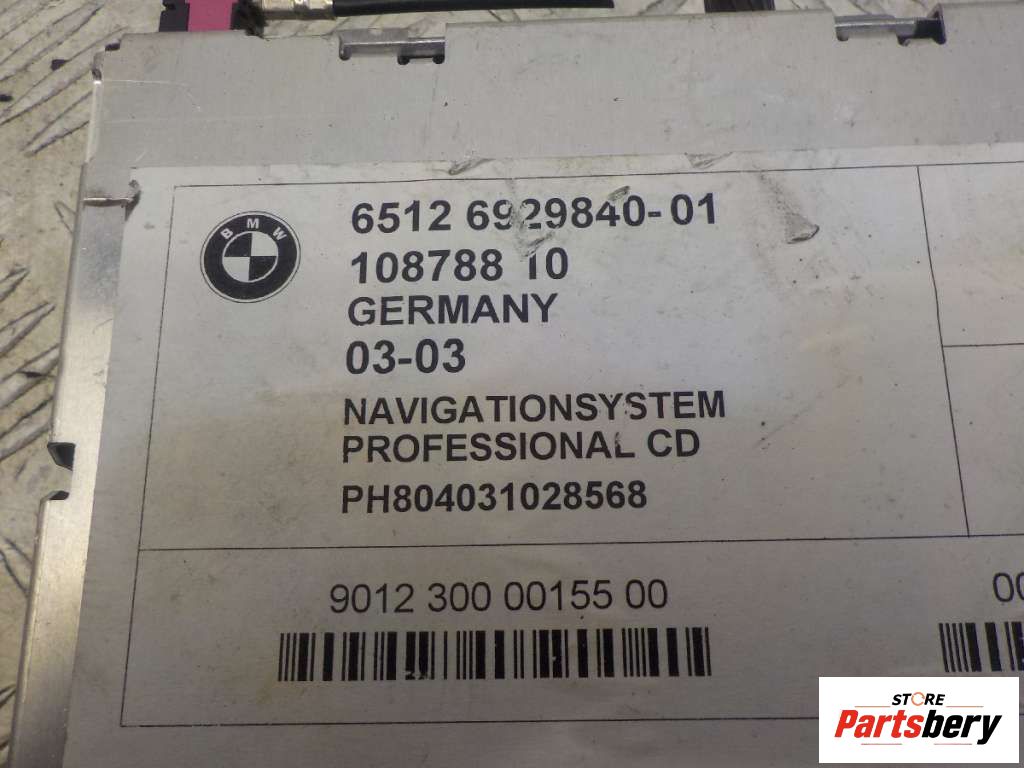 BMW
6512 6929840-01
108788 10
GERMANY
03-03
NAVIGATIONSYSTEM
PROFESSIONAL CD
PH804031028568
9012 300 00155 00
00
STORE
Partsbery